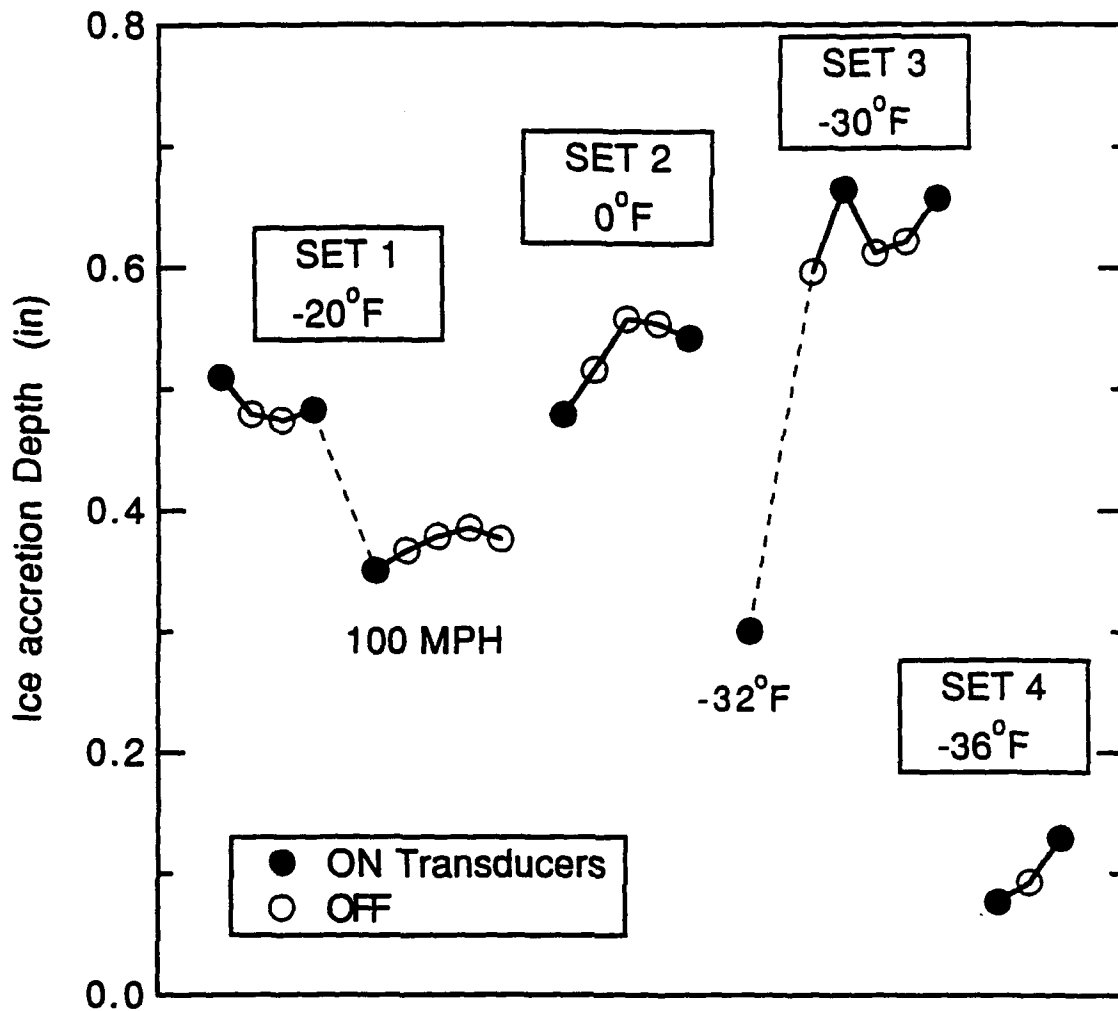 0.8
0.6
0.4
0.2
0.0
Ice accretion Depth (in)
SET 1
-20°F
100 MPH
SET 2
0°F
SET 3
-30°F
-32°F
SET 4
-36°F
ON Transducers
OFF